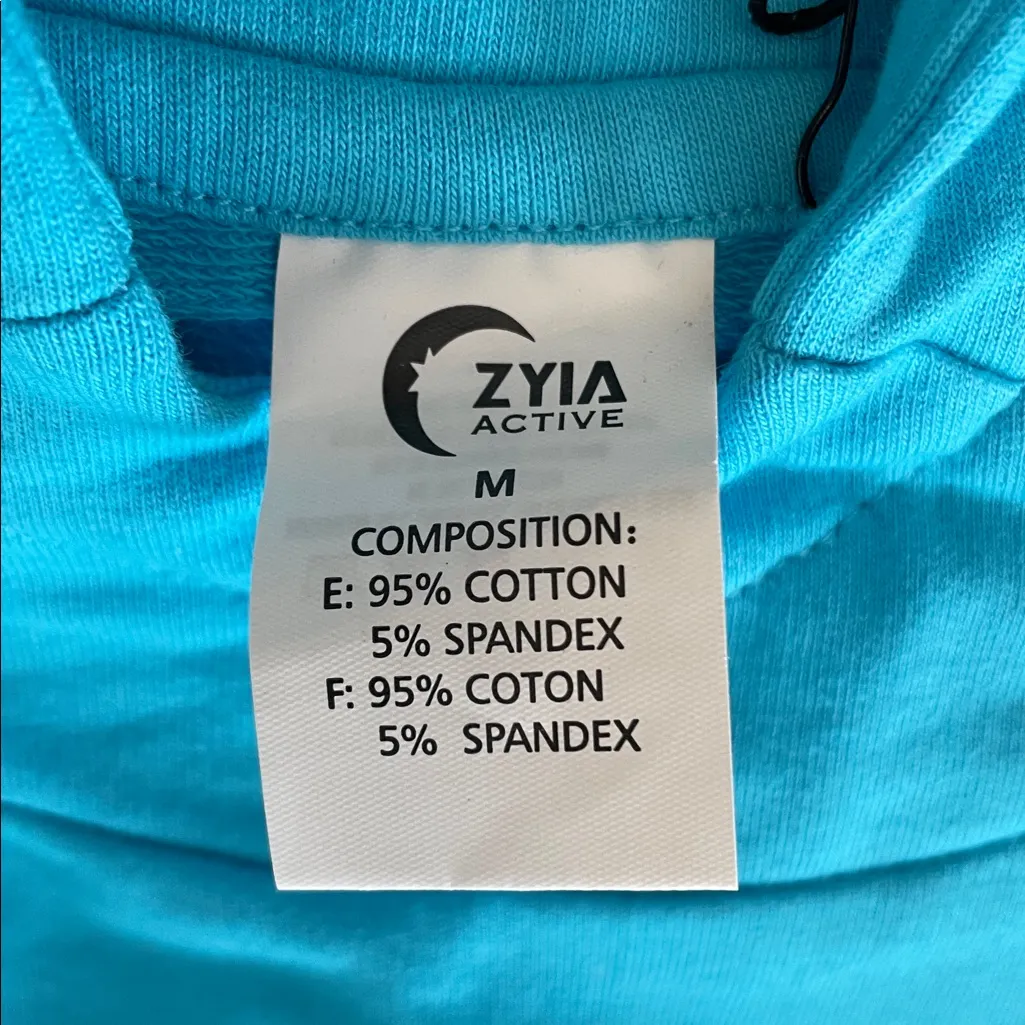 ZYIA
ACTIVE
M
COMPOSITION:
E: 95% COTTON
5% SPANDEX
F: 95% COTON
5% SPANDEX